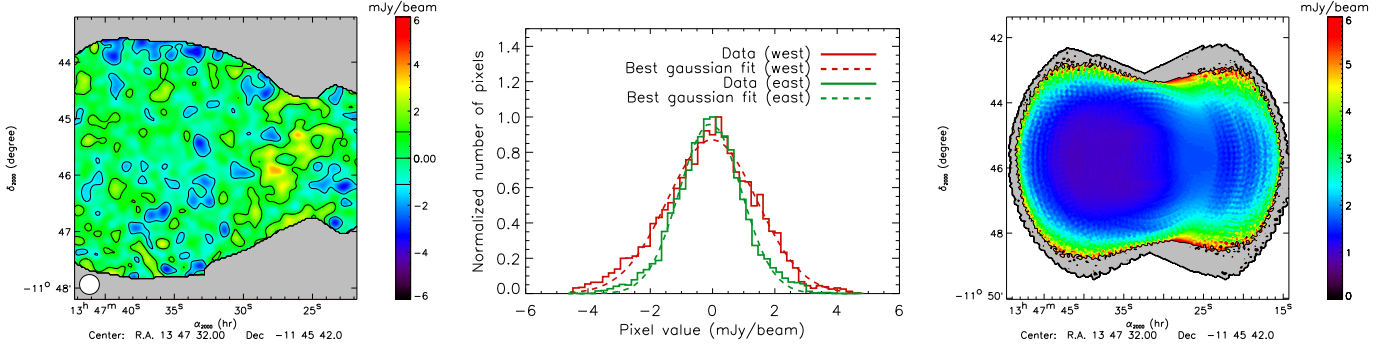 mJy/beam
6
4
2
0.00
−2
−4
−6
44
45
46
47
−11° 48'
δ2000 (degree)
13h 47m 40s 35s 30s 25s
α2000 (hr)
Center: R.A. 13 47 32.00 Dec −11 45 42.0
Normalized number of pixels
1.4
1.2
1.0
0.8
0.6
0.4
0.2
0.0
Data (west)
Best gaussian fit (west)
Data (east)
Best gaussian fit (east)
−6 −4 −2 0 2 4 6
Pixel value (mJy/beam)
mJy/beam
6
5
4
3
2
1
0
42
44
46
48
−11° 50'
δ2000 (degree)
13h 47m 45s 35s 25s 15s
α2000 (hr)
Center: R.A. 13 47 32.00 Dec −11 45 42.0